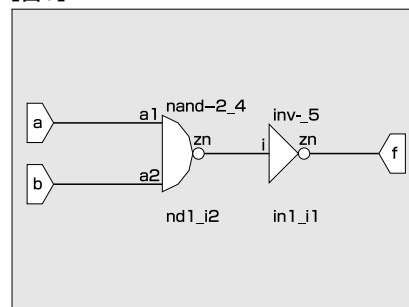 nand-2_4
inv-_5
a
a1
zn
i
zn
f
b
a2
nd1_i2
in1_i1